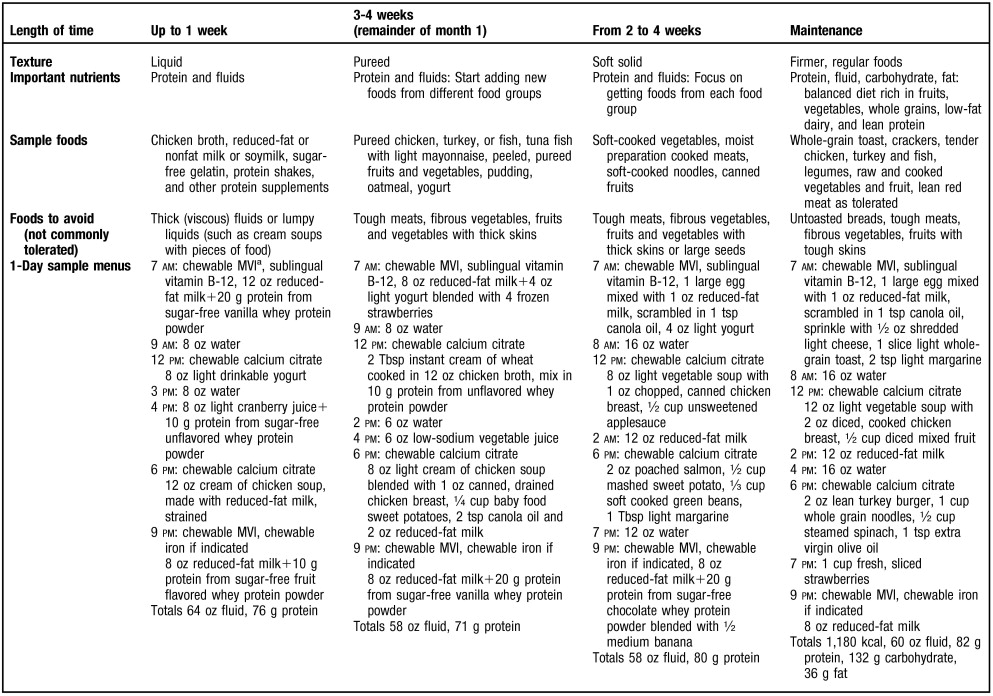 Length of time
Up to 1 week
3-4 weeks
(remainder of month 1)
From 2 to 4 weeks
Maintenance
Texture
Liquid
Pureed
Soft solid
Firmer, regular foods
Important nutrients
Protein and fluids
Protein and fluids: Start adding new
foods from different food groups
Protein and fluids: Focus on
getting foods from each food
group
Protein, fluid, carbohydrate, fat:
balanced diet rich in fruits,
vegetables, whole grains, low-fat
dairy, and lean protein
Sample foods
Chicken broth, reduced-fat or
nonfat milk or soymilk, sugar-
free gelatin, protein shakes,
and other protein supplements
Pureed chicken, turkey, or fish, tuna fish
with light mayonnaise, peeled, pureed
fruits and vegetables, pudding,
oatmeal, yogurt
Soft-cooked vegetables, moist
preparation cooked meats,
soft-cooked noodles, canned
fruits
Whole-grain toast, crackers, tender
chicken, turkey and fish,
legumes, raw and cooked
vegetables and fruit, lean red
meat as tolerated
Foods to avoid
(not commonly
tolerated)
Thick (viscous) fluids or lumpy
liquids (such as cream soups
with pieces of food)
Tough meats, fibrous vegetables, fruits
and vegetables with thick skins
Tough meats, fibrous vegetables,
fruits and vegetables with
thick skins or large seeds
Untoasted breads, tough meats,
fibrous vegetables, fruits with
tough skins
1-Day sample menus
7 AM: chewable MVIª, sublingual
vitamin B-12, 12 oz reduced-
fat milk+20 g protein from
sugar-free vanilla whey protein
powder
9 AM: 8 oz water
12 PM: chewable calcium citrate
8 oz light drinkable yogurt
3 PM: 8 oz water
4 PM: 8 oz light cranberry juice+
10 g protein from sugar-free
unflavored whey protein
powder
6 PM: chewable calcium citrate
12 oz cream of chicken soup,
made with reduced-fat milk,
strained
9 PM: chewable MVI, chewable
iron if indicated
8 oz reduced-fat milk+10 g
protein from sugar-free fruit
flavored whey protein powder
Totals 64 oz fluid, 76 g protein
7 AM: chewable MVI, sublingual vitamin
B-12, 8 oz reduced-fat milk+4 oz
light yogurt blended with 4 frozen
strawberries
9 AM: 8 oz water
12 PM: chewable calcium citrate
2 Tbsp instant cream of wheat
cooked in 12 oz chicken broth, mix in
10 g protein from unflavored whey
protein powder
2 PM: 6 oz water
4 PM: 6 oz low-sodium vegetable juice
6 PM: chewable calcium citrate
8 oz light cream of chicken soup
blended with 1 oz canned, drained
chicken breast, ¼ cup baby food
sweet potatoes, 2 tsp canola oil and
2 oz reduced-fat milk
9 PM: chewable MVI, chewable iron if
indicated
8 oz reduced-fat milk+20 g protein
from sugar-free vanilla whey protein
powder
Totals 58 oz fluid, 71 g protein
7 AM: chewable MVI, sublingual
vitamin B-12, 1 large egg
mixed with 1 oz reduced-fat
milk, scrambled in 1 tsp
canola oil, 4 oz light yogurt
8 AM: 16 oz water
12 PM: chewable calcium citrate
8 oz light vegetable soup with
1 oz chopped, canned chicken
breast, ½ cup unsweetened
applesauce
2 AM: 12 oz reduced-fat milk
6 PM: chewable calcium citrate
2 oz poached salmon, ½ cup
mashed sweet potato, ⅓ cup
soft cooked green beans,
1 Tbsp light margarine
7 PM: 12 oz water
9 PM: chewable MVI, chewable
iron if indicated, 8 oz
reduced-fat milk+20 g
protein from sugar-free
chocolate whey protein
powder blended with ½
medium banana
Totals 58 oz fluid, 80 g protein
7 AM: chewable MVI, sublingual
vitamin B-12, 1 large egg mixed
with 1 oz reduced-fat milk,
scrambled in 1 tsp canola oil,
sprinkle with ½ oz shredded
light cheese, 1 slice light whole-
grain toast, 2 tsp light margarine
8 AM: 16 oz water
12 PM: chewable calcium citrate
12 oz light vegetable soup with
2 oz diced, cooked chicken
breast, ½ cup diced mixed fruit
2 PM: 12 oz reduced-fat milk
4 PM: 16 oz water
6 PM: chewable calcium citrate
2 oz lean turkey burger, 1 cup
whole grain noodles, ½ cup
steamed spinach, 1 tsp extra
virgin olive oil
7 PM: 1 cup fresh, sliced
strawberries
9 PM: chewable MVI, chewable iron
if indicated
8 oz reduced-fat milk
Totals 1,180 kcal, 60 oz fluid, 82 g
protein, 132 g carbohydrate,
36 g fat